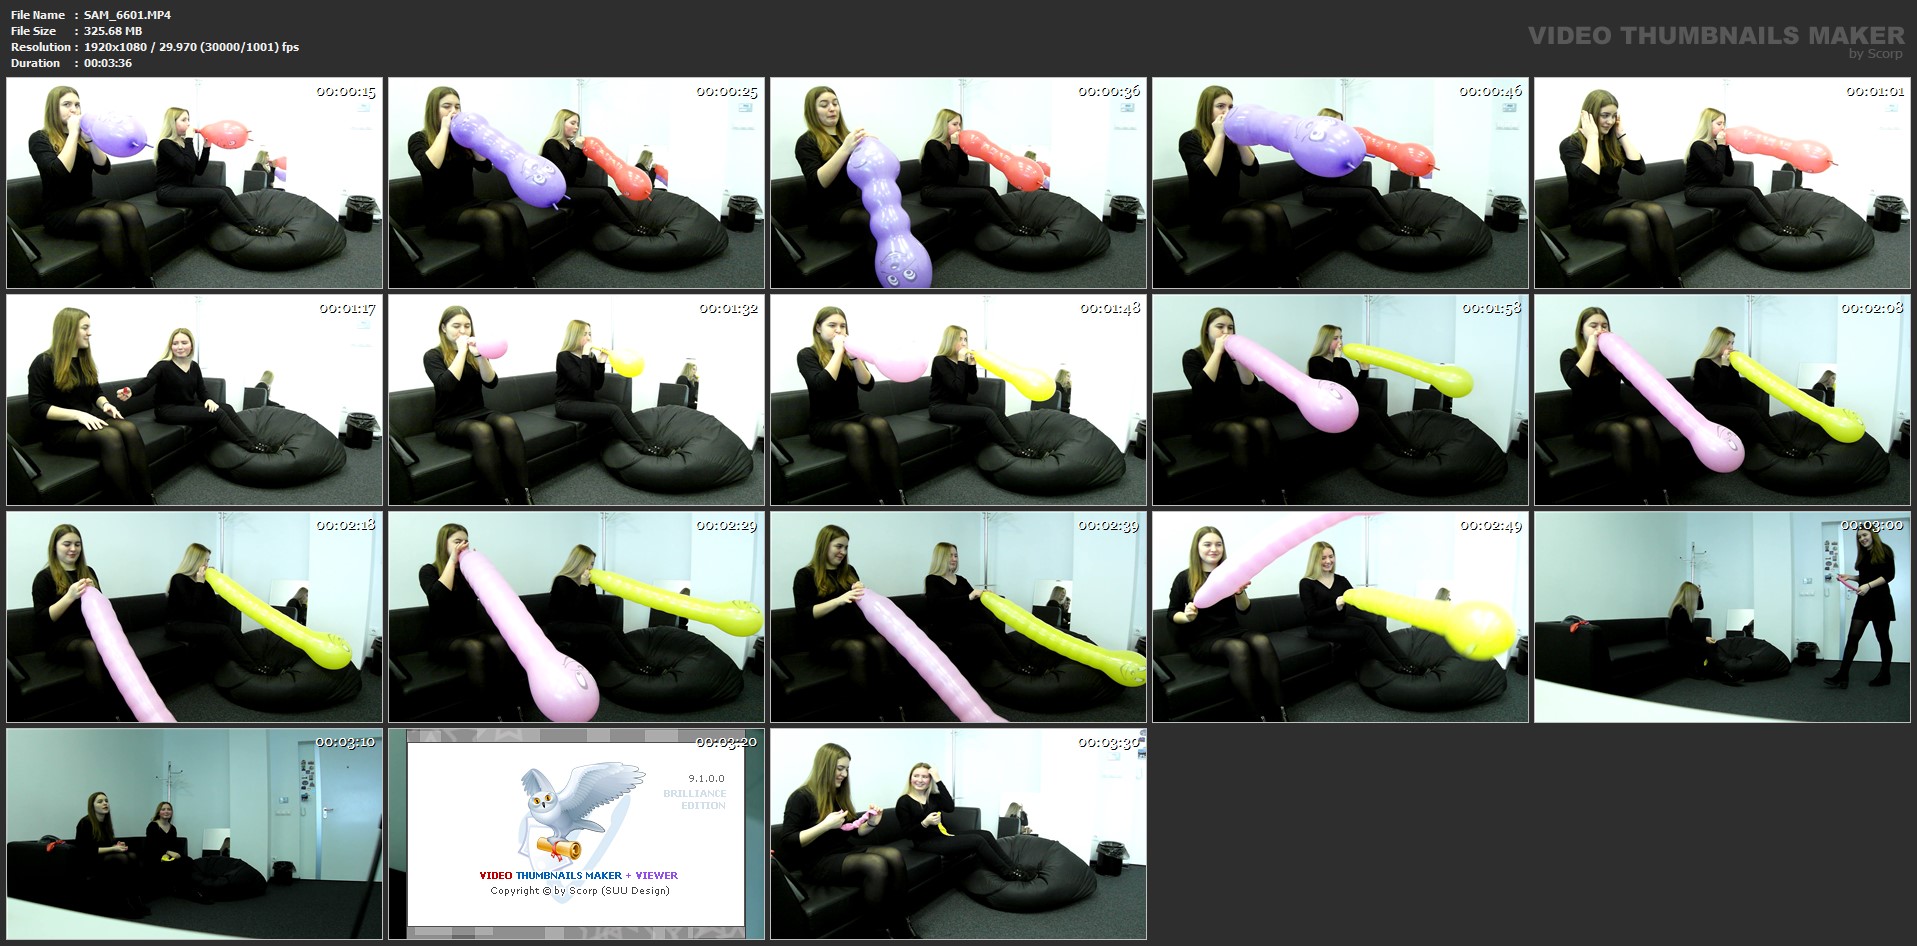 File Name : SAM_6601.MP4
File Size : 325.68 MB
Resolution : 1920x1080 / 29.970 (30000/1001) fps
Duration : 00:03:36
VIDEO THUMBNAILS MAKER
by Scorp
00:00:15
00:00:25
00:00:36
00:00:46
00:01:01
00:01:17
00:01:32
00:01:48
00:01:58
00:02:08
00:02:18
00:02:29
00:02:39
00:02:49
00:03:00
00:03:10
00:03:20
9.1.0.0
BRILLIANCE
EDITION
VIDEO THUMBNAILS MAKER + VIEWER
Copyright © by Scorp (SUU Design)
00:03:30